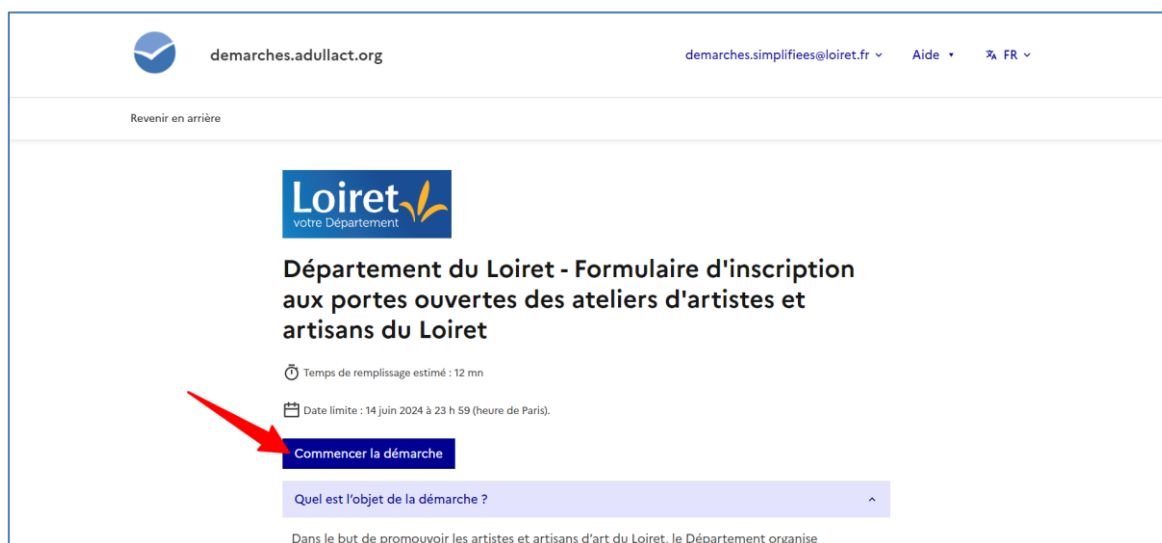 demarches.adullact.org
demarches.simplifiees@loiret.fr
Aide
FR
Revenir en arrière
Loiret
votre Département
Département du Loiret - Formulaire d'inscription
aux portes ouvertes des ateliers d'artistes et
artisans du Loiret
Temps de remplissage estimé : 12 mn
Date limite : 14 juin 2024 à 23 h 59 (heure de Paris).
Commencer la démarche
Quel est l'objet de la démarche ?
Dans le but de promouvoir les artistes et artisans d'art du Loiret, le Département organise